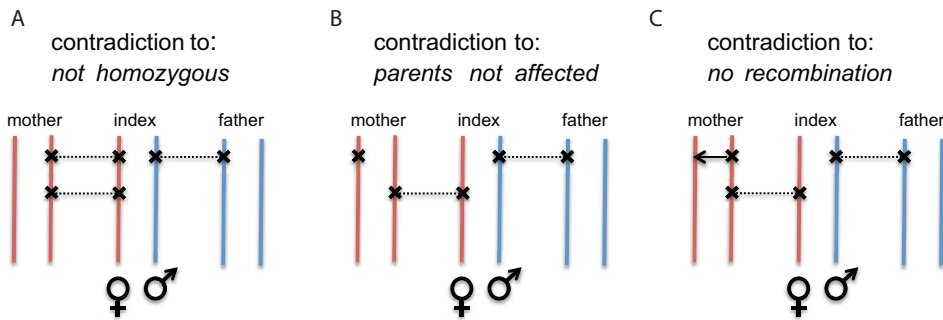 A
contradiction to:
not homozygous
mother index father
B
contradiction to:
parents not affected
mother index father
C
contradiction to:
no recombination
mother index father